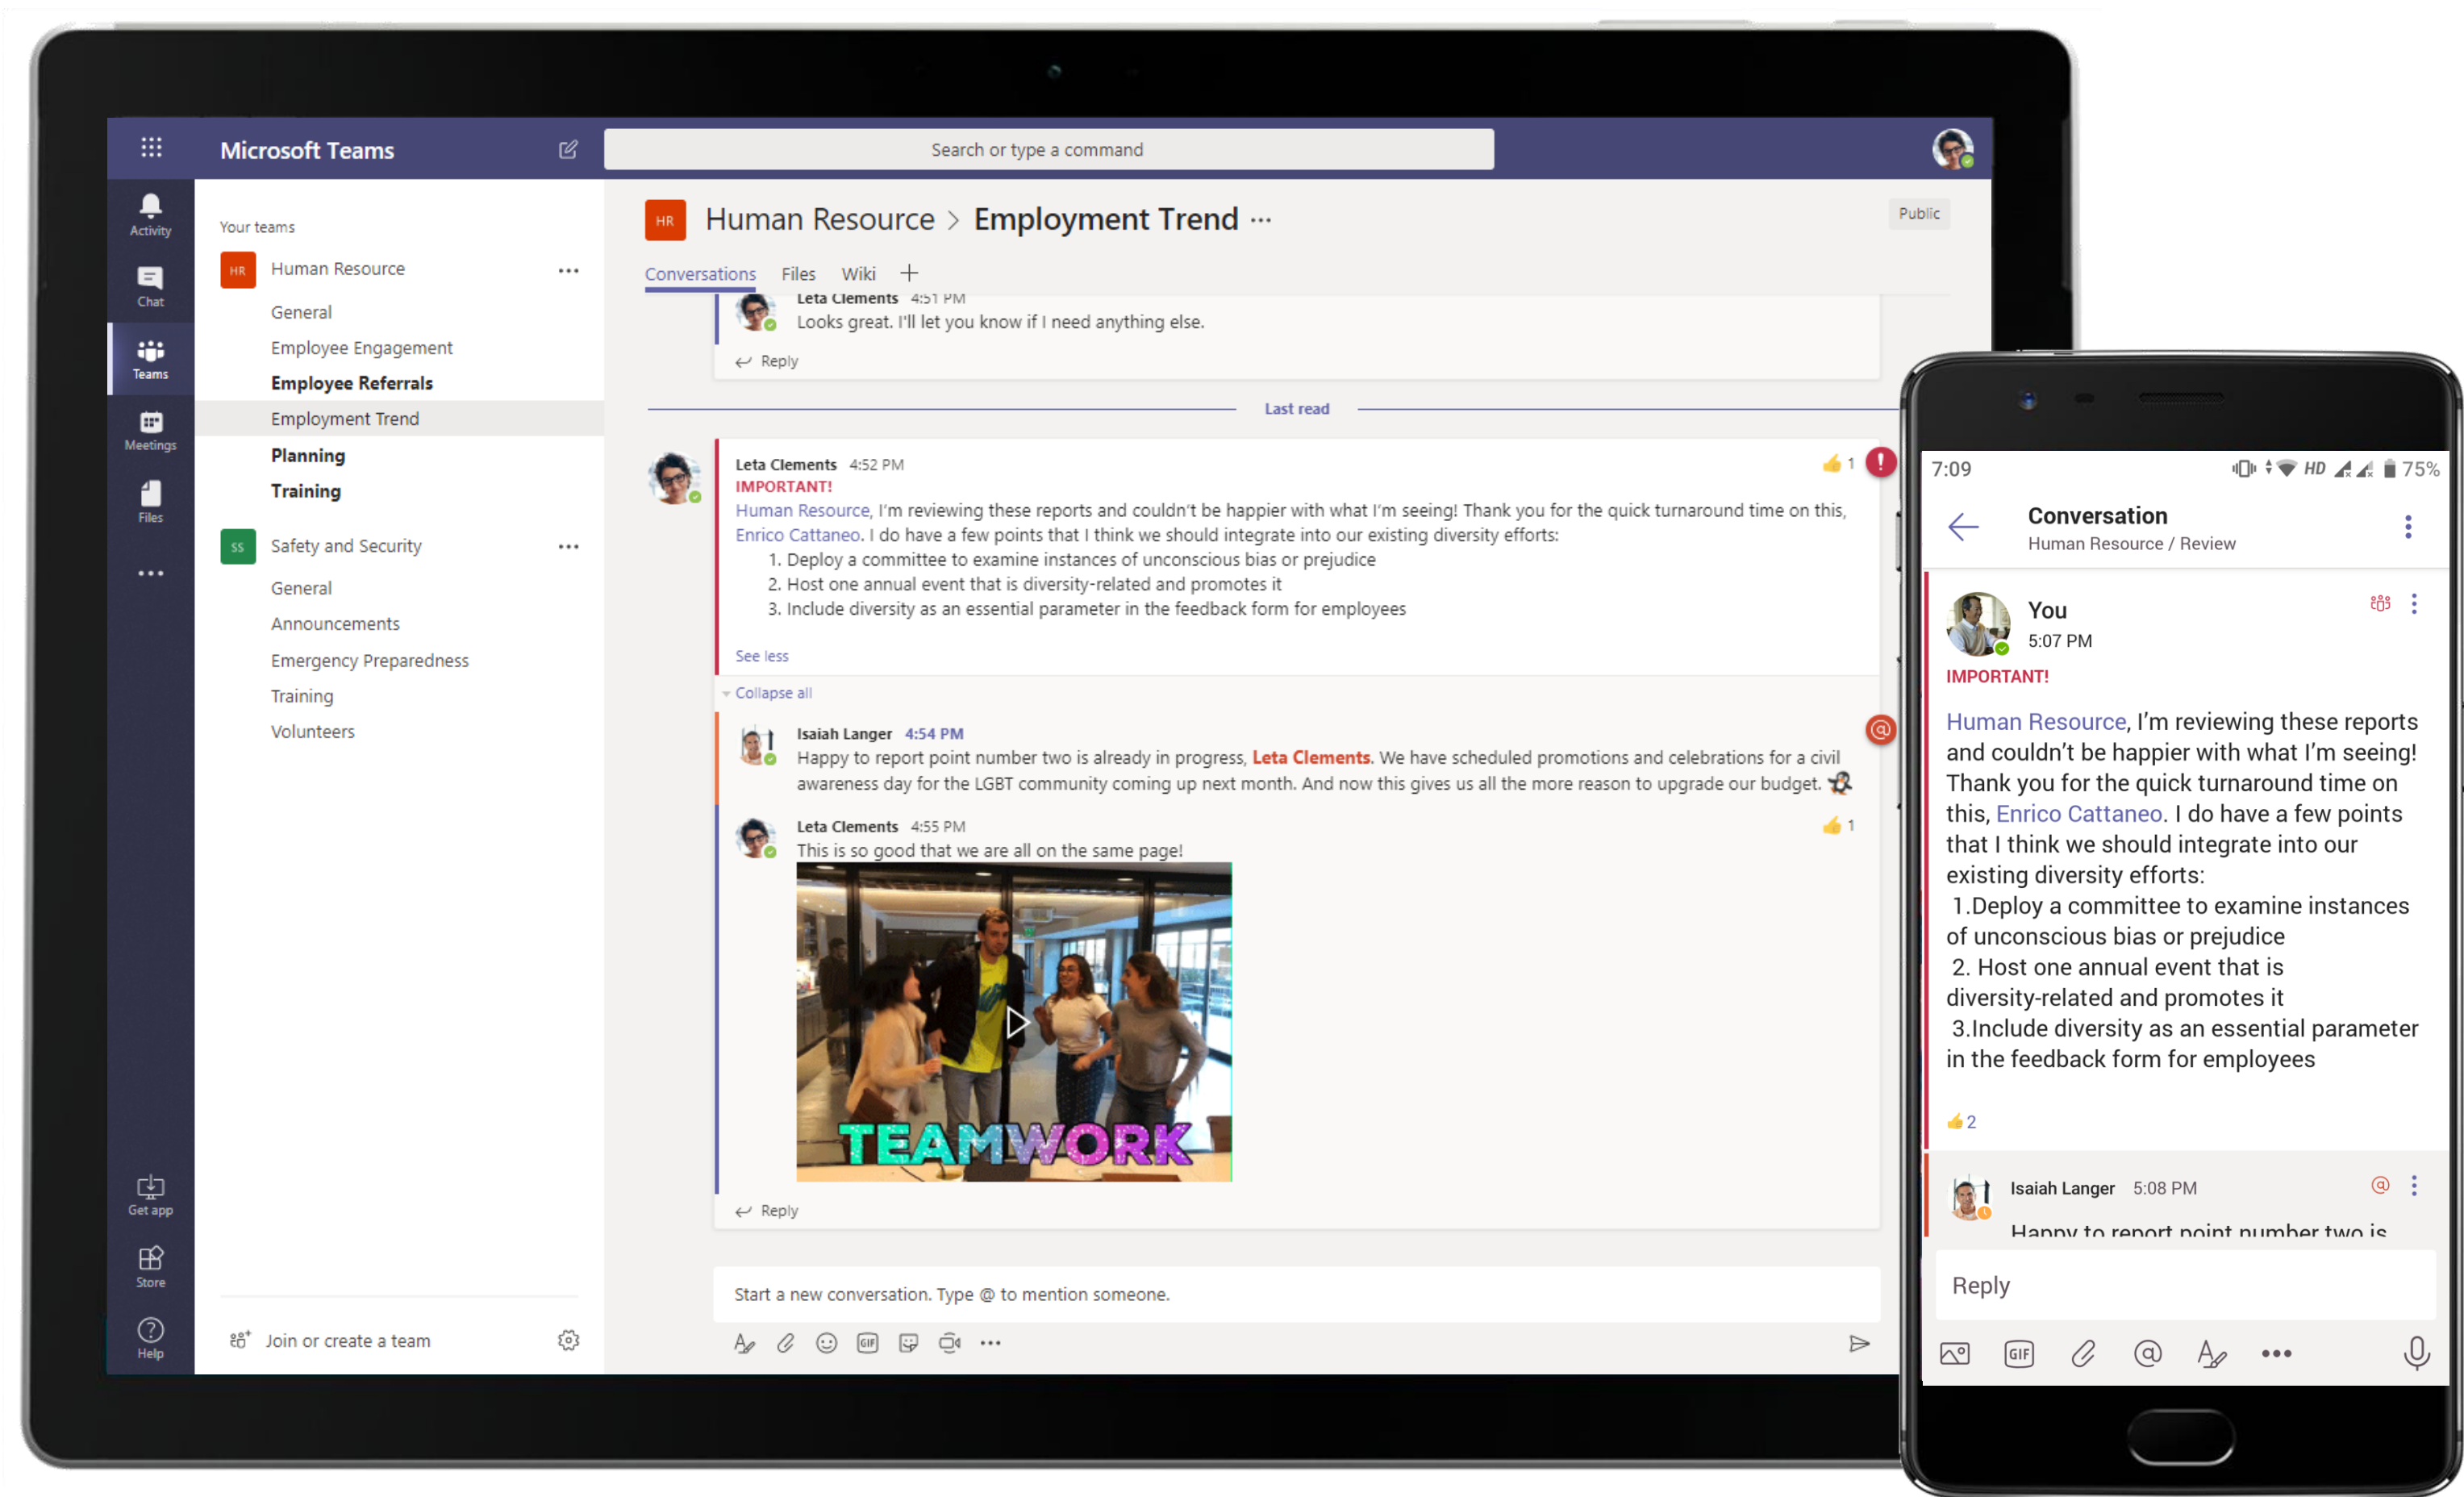 Microsoft Teams
Search or type a command
Activity
Chat
Teams
Meetings
Files
Get app
Store
Help
Your teams
HR
Human Resource
General
Employee Engagement
Employee Referrals
Employment Trend
Planning
Training
SS
Safety and Security
General
Announcements
Emergency Preparedness
Training
Volunteers
Join or create a team
HR
Human Resource > Employment Trend
Public
Conversations Files Wiki
Leta Clements 4:51 PM
Looks great. I'll let you know if I need anything else.
Reply
Last read
Leta Clements 4:52 PM
1
!
IMPORTANT!
Human Resource, I'm reviewing these reports and couldn't be happier with what I'm seeing! Thank you for the quick turnaround time on this,
Enrico Cattaneo. I do have a few points that I think we should integrate into our existing diversity efforts:
1. Deploy a committee to examine instances of unconscious bias or prejudice
2. Host one annual event that is diversity-related and promotes it
3. Include diversity as an essential parameter in the feedback form for employees
See less
Collapse all
Isaiah Langer 4:54 PM
@
Happy to report point number two is already in progress, Leta Clements. We have scheduled promotions and celebrations for a civil
awareness day for the LGBT community coming up next month. And now this gives us all the more reason to upgrade our budget.
Leta Clements 4:55 PM
1
This is so good that we are all on the same page!
TEAMWORK
Reply
Start a new conversation. Type @ to mention someone.
GIF
7:09
HD
75%
Conversation
Human Resource / Review
You
5:07 PM
IMPORTANT!
Human Resource, I'm reviewing these reports
and couldn't be happier with what I'm seeing!
Thank you for the quick turnaround time on
this, Enrico Cattaneo. I do have a few points
that I think we should integrate into our
existing diversity efforts:
1.Deploy a committee to examine instances
of unconscious bias or prejudice
2. Host one annual event that is
diversity-related and promotes it
3.Include diversity as an essential parameter
in the feedback form for employees
2
Isaiah Langer 5:08 PM
@
Happy to report point number two is
Reply
GIF
@